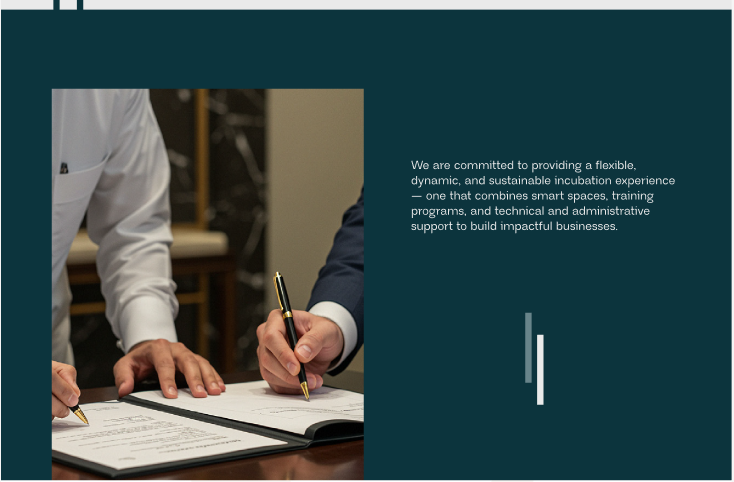 We are committed to providing a flexible,
dynamic, and sustainable incubation experience
— one that combines smart spaces, training
programs, and technical and administrative
support to build impactful businesses.